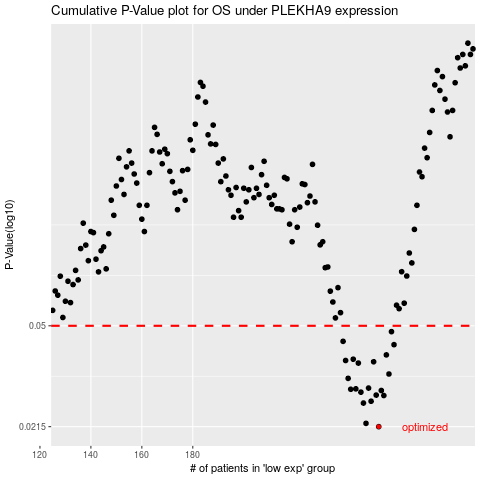 Cumulative P-Value plot for OS under PLEKHA9 expression
P-Value(log10)
0.05
0.0215
optimized
120 140 160 180
# of patients in 'low exp' group